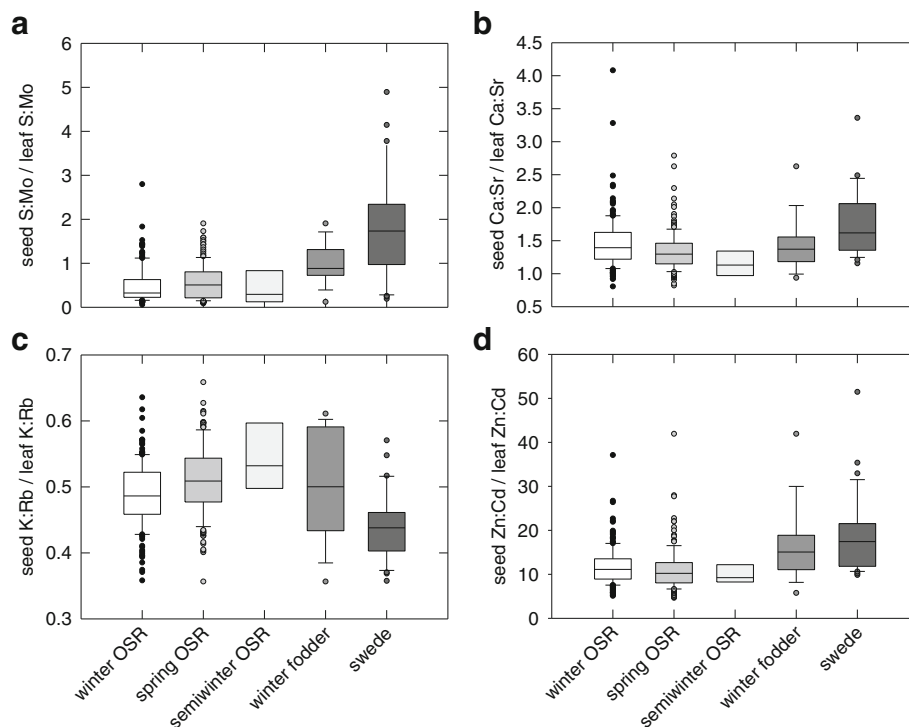 a
6
5
4
3
2
1
0
seed S:Mo / leaf S:Mo
b
4.5
4.0
3.5
3.0
2.5
2.0
1.5
1.0
0.5
seed Ca:Sr / leaf Ca:Sr
c
0.7
0.6
0.5
0.4
0.3
seed K:Rb / leaf K:Rb
winter OSR
spring OSR
semiwinter OSR
winter fodder
swede
d
60
50
40
30
20
10
0
seed Zn:Cd / leaf Zn:Cd
winter OSR
spring OSR
semiwinter OSR
winter fodder
swede